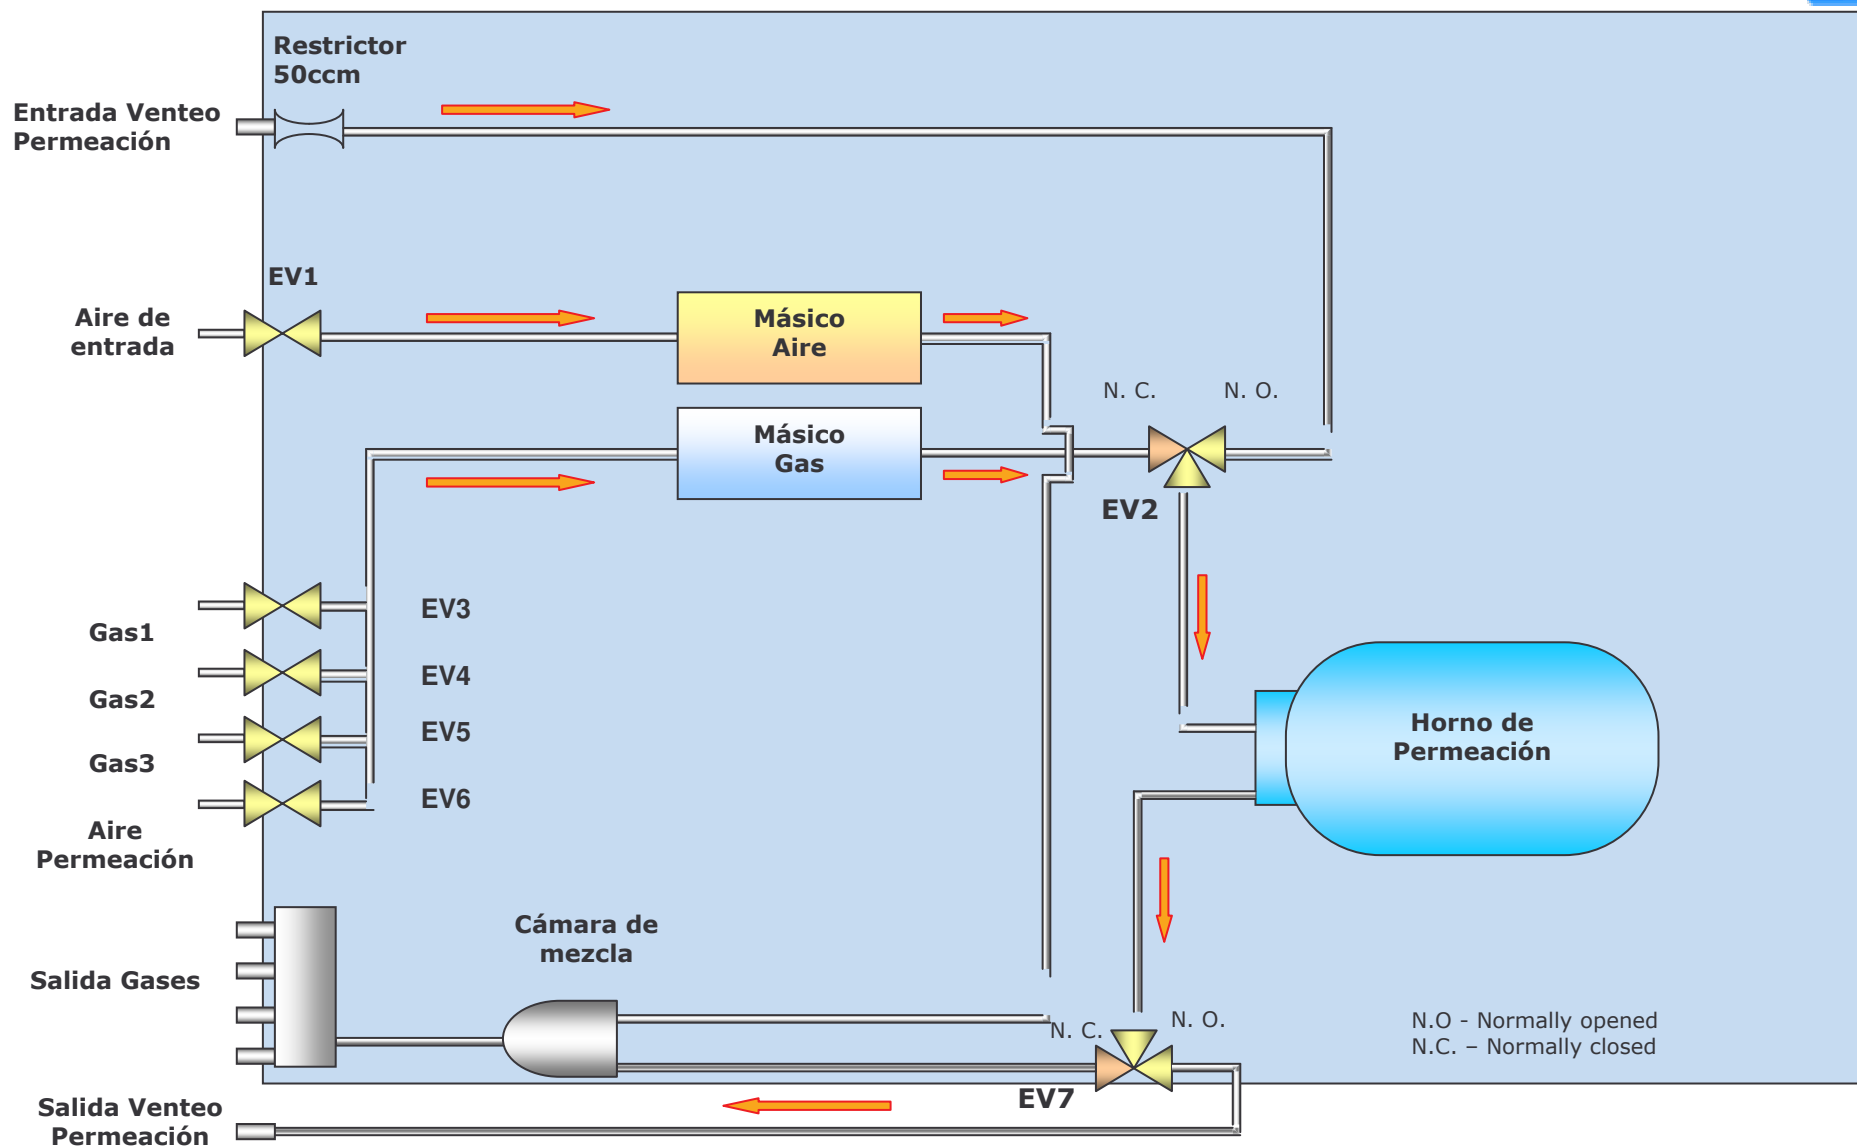 Restrictor
50ccm
Entrada Venteo
Permeación
EV1
Aire de
entrada
Másico
Aire
N. C.
N. O.
Másico
Gas
EV2
Gas1
EV3
Gas2
EV4
Gas3
EV5
EV6
Aire
Permeación
Horno de
Permeación
Cámara de
mezcla
Salida Gases
N. C.
N. O.
N.O - Normally opened
N.C. – Normally closed
EV7
Salida Venteo
Permeación